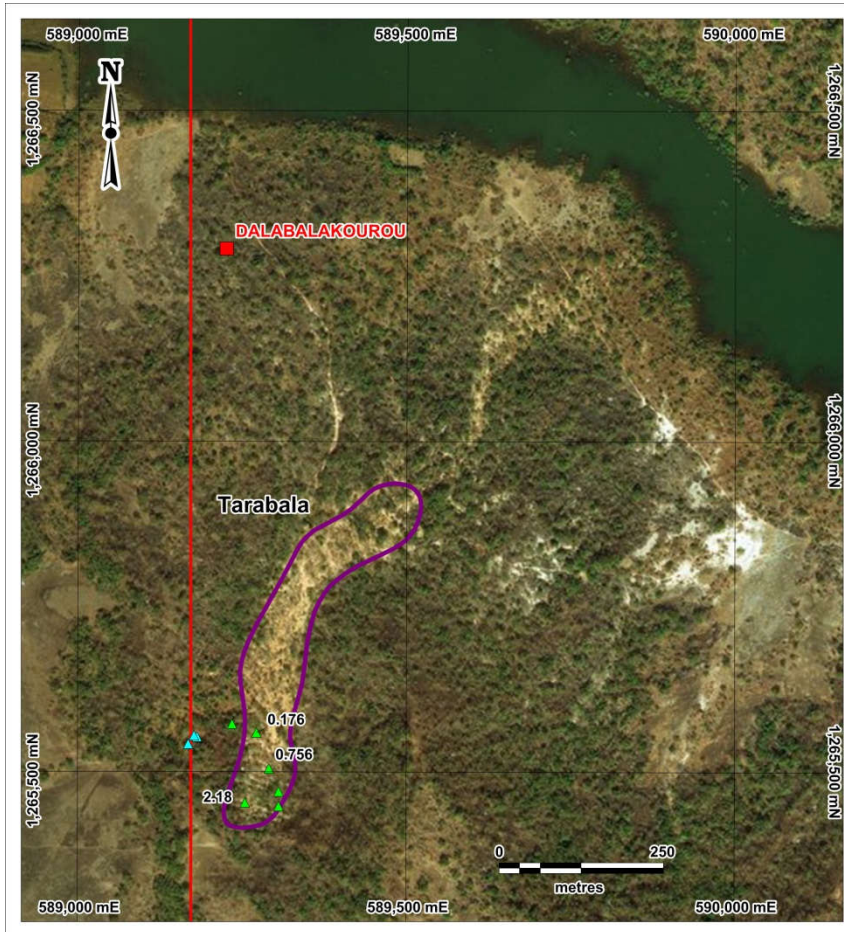 589,000 mE
589,500 mE
590,000 mE
N
1,266,500 mN
1,266,500 mN
DALABALAKOUROU
1,266,000 mN
1,266,000 mN
Tarabala
0.176
0.756
2.18
1,265,500 mN
1,265,500 mN
0
250
metres
589,000 mE
589,500 mE
590,000 mE